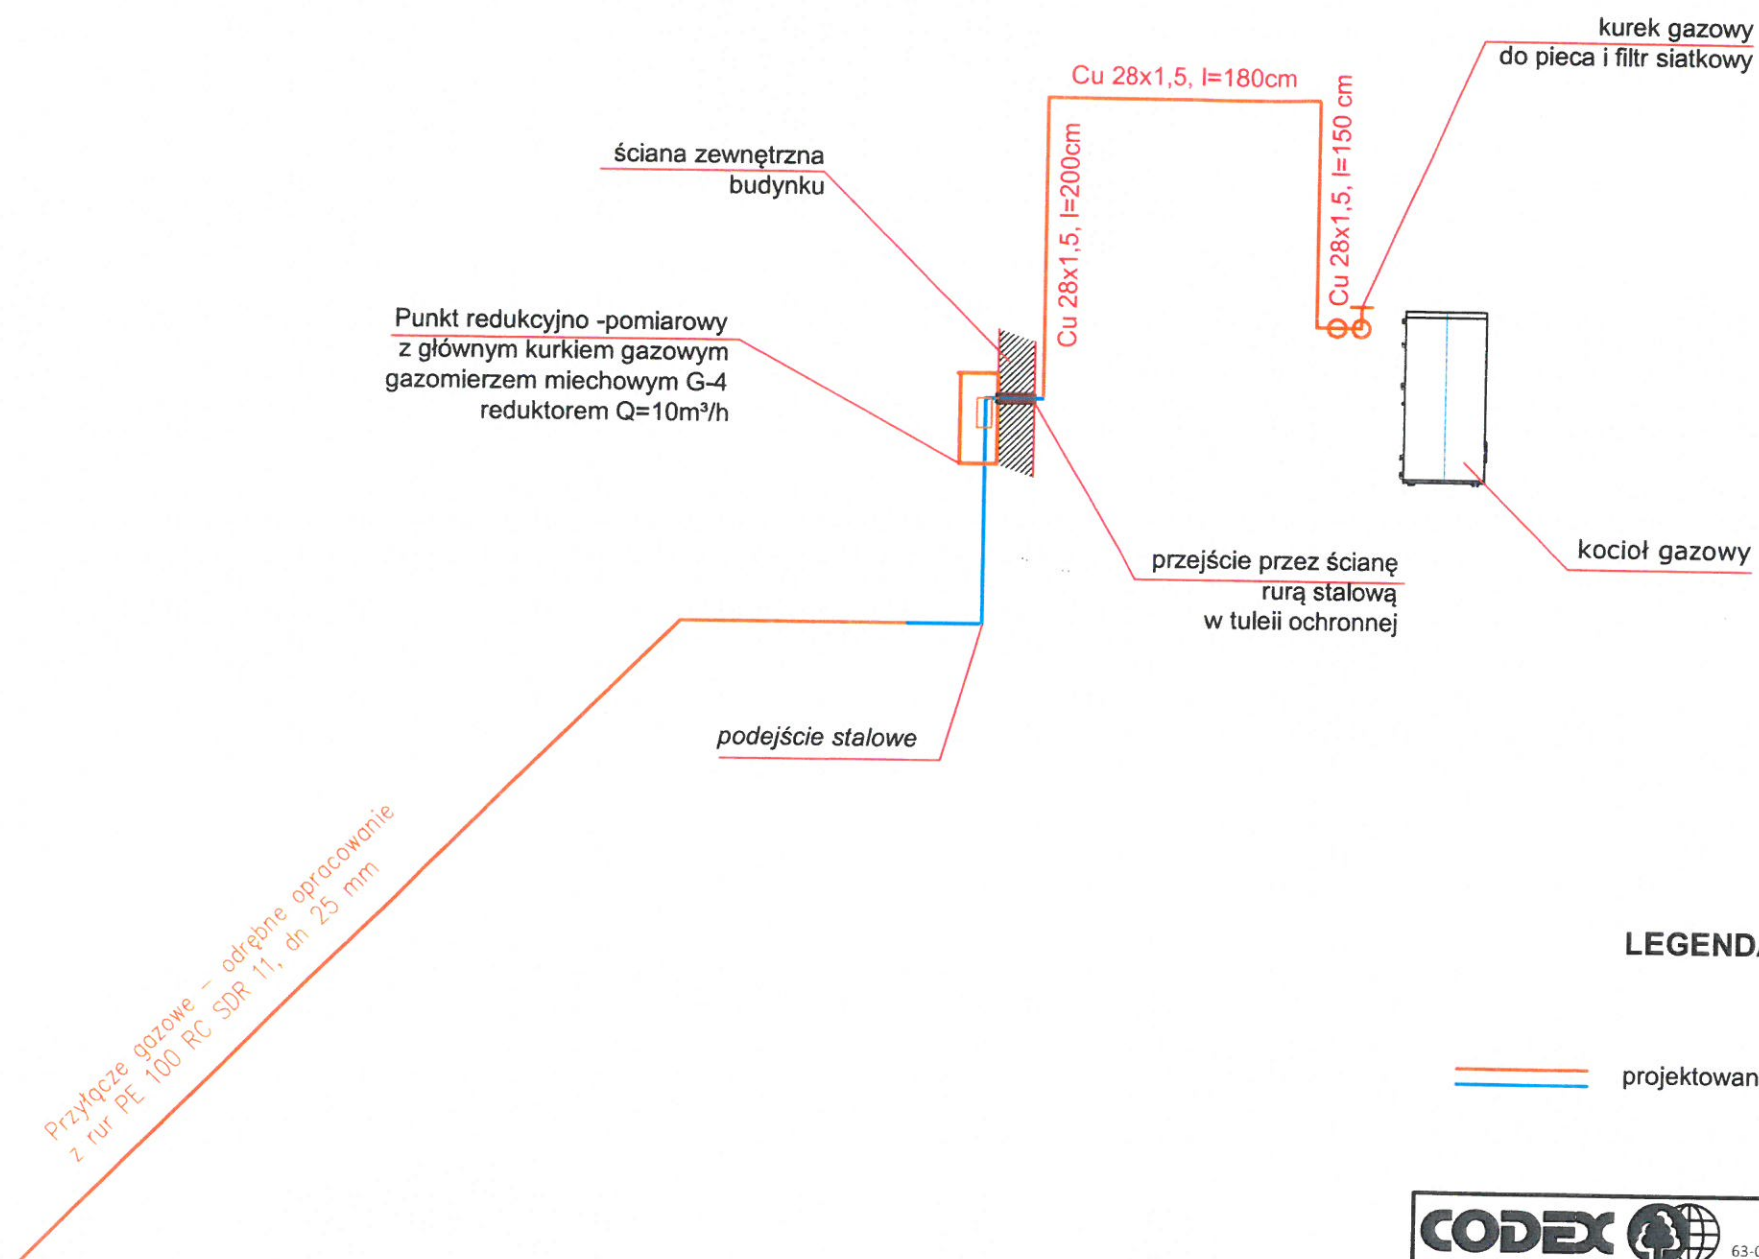 kurek gazowy
do pieca i filtr siatkowy
Cu 28x1,5, l=180cm
Cu 28x1,5, l=150 cm
Cu 28x1,5, l=200cm
ściana zewnętrzna
budynku
Punkt redukcyjno -pomiarowy
z głównym kurkiem gazowym
gazomierzem miechowym G-4
reduktorem Q=10m³/h
kocioł gazowy
przejście przez ścianę
rurą stalową
w tuleii ochronnej
podejście stalowe
Przyłącze gazowe – odrębne opracowanie
z rur PE 100 RC SDR 11, dn 25 mm
LEGENDA
projektowan
CODEX
63-